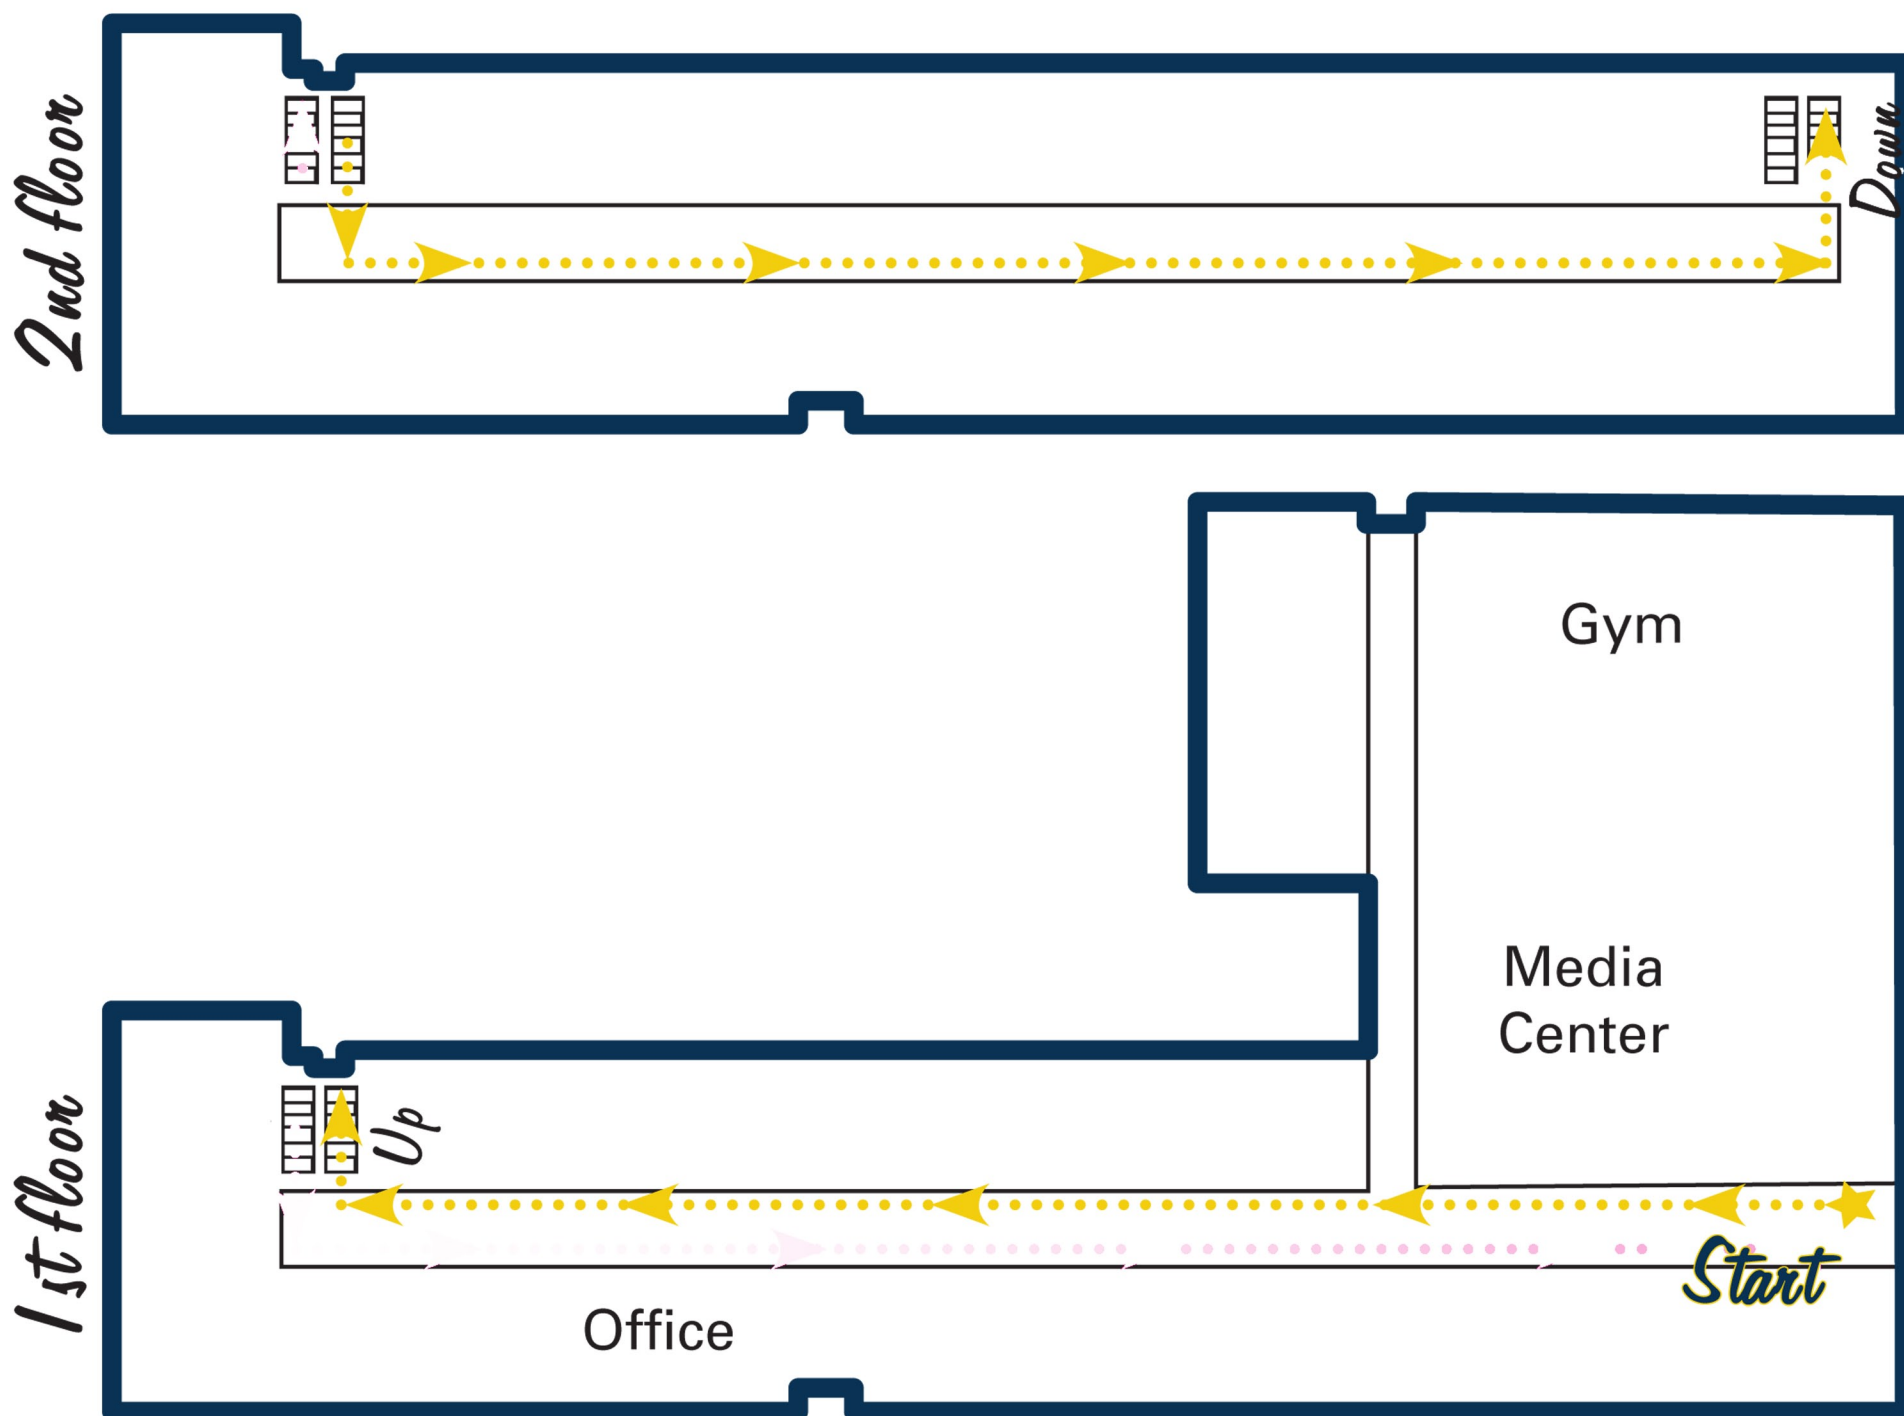 2nd floor
Down
Gym
Media
Center
1st floor
Up
Start
Office